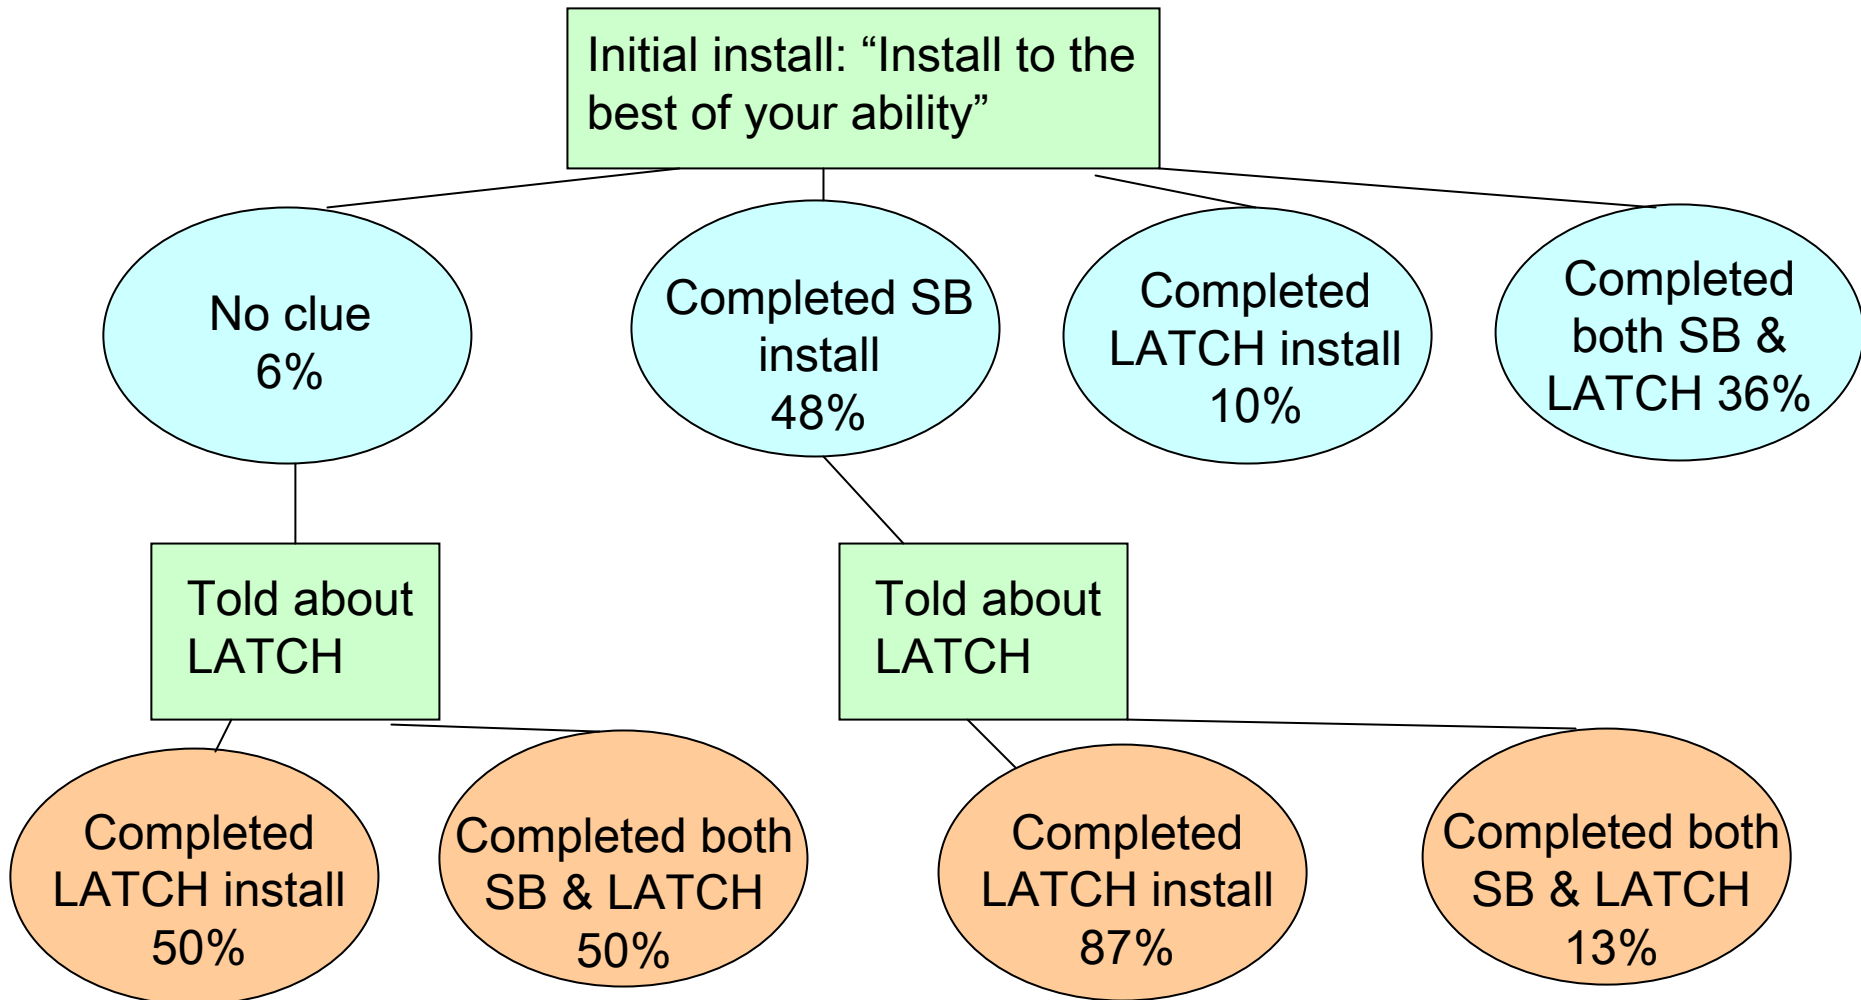 Initial install: “Install to the
best of your ability”
No clue
6%
Completed SB
install
48%
Completed
LATCH install
10%
Completed
both SB &
LATCH 36%
Told about
LATCH
Told about
LATCH
Completed
LATCH install
50%
Completed both
SB & LATCH
50%
Completed
LATCH install
87%
Completed both
SB & LATCH
13%